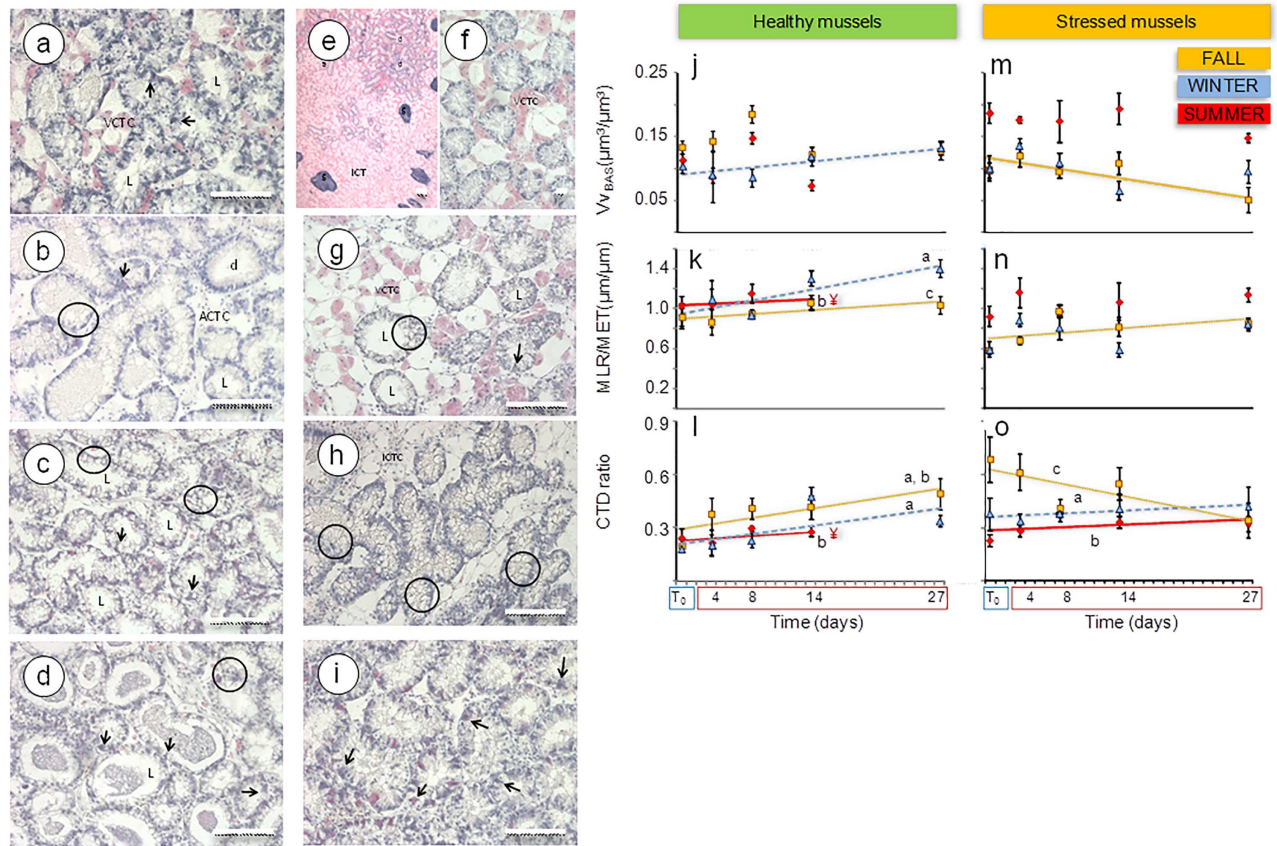 Healthy mussels
Stressed mussels
FALL
WINTER
SUMMER
a
L
VCTC
L
b
d
ACTC
L
L
c
L
L
L
d
L
e
d
d
ICT
f
VCTC
g
VCTC
L
L
L
h
ICTC
i
j
0.25
0.15
0.05
Vv BAS (µm³/µm³)
m
k
1.4
1.0
0.6
0.2
MLR/MET(µm/µm)
a
b ¥
c
n
l
0.9
0.6
0.3
CTD ratio
a, b
a
b ¥
o
c
a
b
T0 4 8 14 27
Time (days)
T0 4 8 14 27
Time (days)